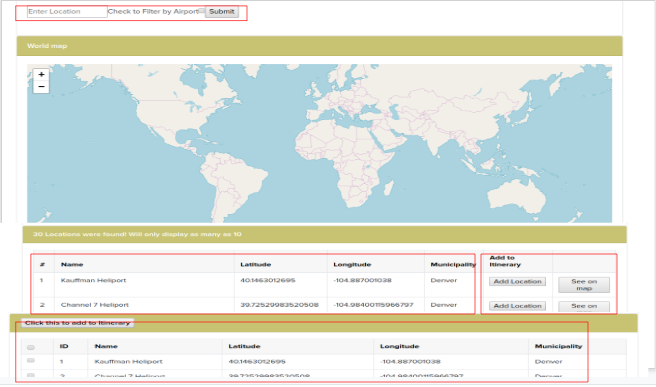 Enter Location Check to Filter by Airport Submit
World map
+
−
20 Locations were found! Will only display as many as 10
# Name Latitude Longitude Municipality Add to Itinerary
1 Kauffman Heliport 40.1463012695 -104.887001038 Denver Add Location See on map
2 Channel 7 Heliport 39.72529983520508 -104.98400115966797 Denver Add Location See on
Click this to add to Itinerary
ID Name Latitude Longitude Municipality
1 Kauffman Heliport 40.1463012695 -104.887001038 Denver
2 Channel 7 Heliport 39.72529983520508 -104.98400115966797 Denver